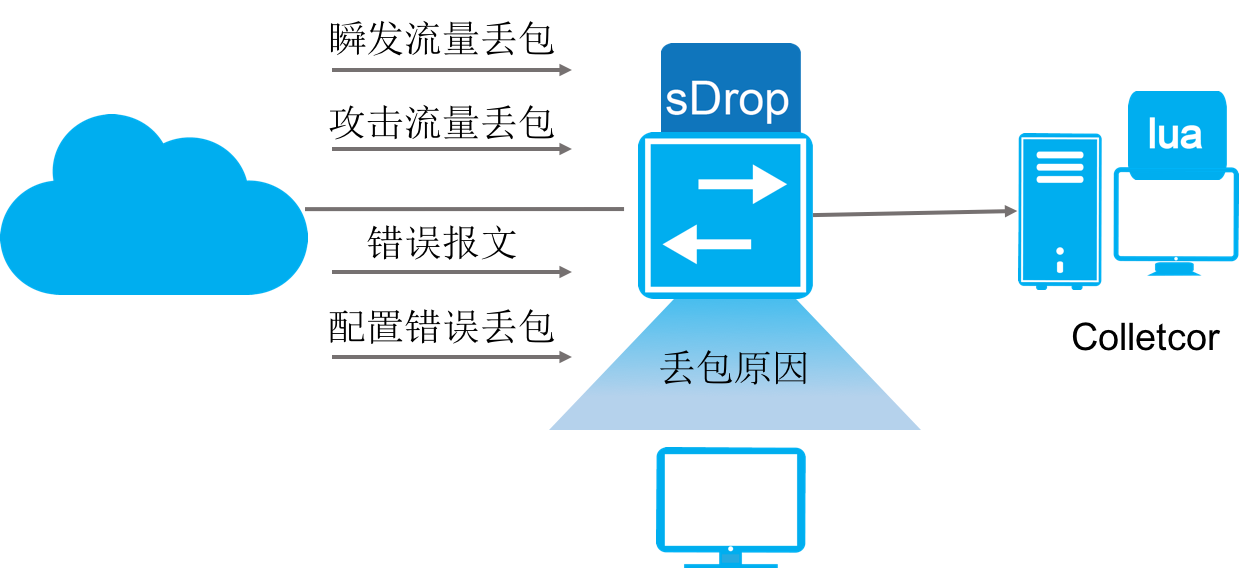 瞬发流量丢包
攻击流量丢包
错误报文
配置错误丢包
sDrop
丢包原因
lua
Colletcor